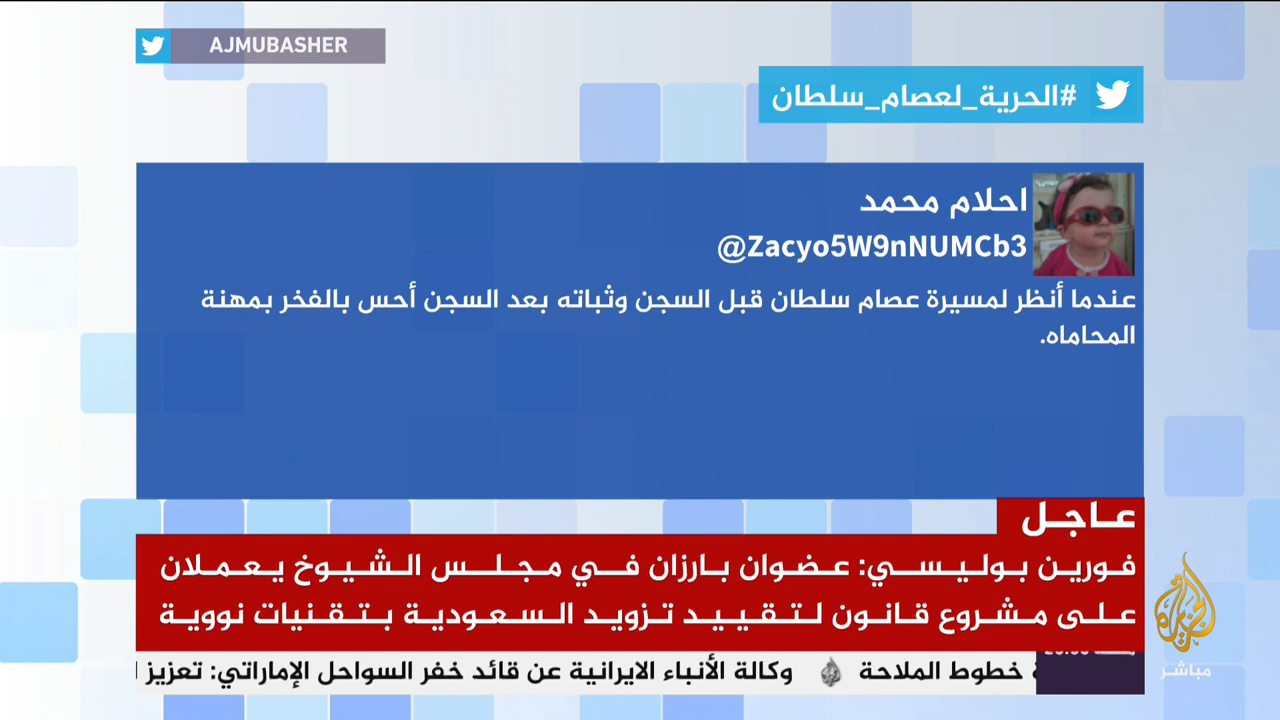 AJMUBASHER
#الحرية_لعصام_سلطان
احلام محمد
@Zacyo5W9nNUMCb3
عندما أنظر لمسيرة عصام سلطان قبل السجن وثباته بعد السجن أحس بالفخر بمهنة
المحاماه.
عاجل
فورين بوليسي: عضوان بارزان في مجلس الشيوخ يعملان
على مشروع قانون لتقييد تزويد السعودية بتقنيات نووية
خطوط الملاحة وكالة الأنباء الايرانية عن قائد خفر السواحل الإماراتي: تعزيز
الجزيرة
مباشر